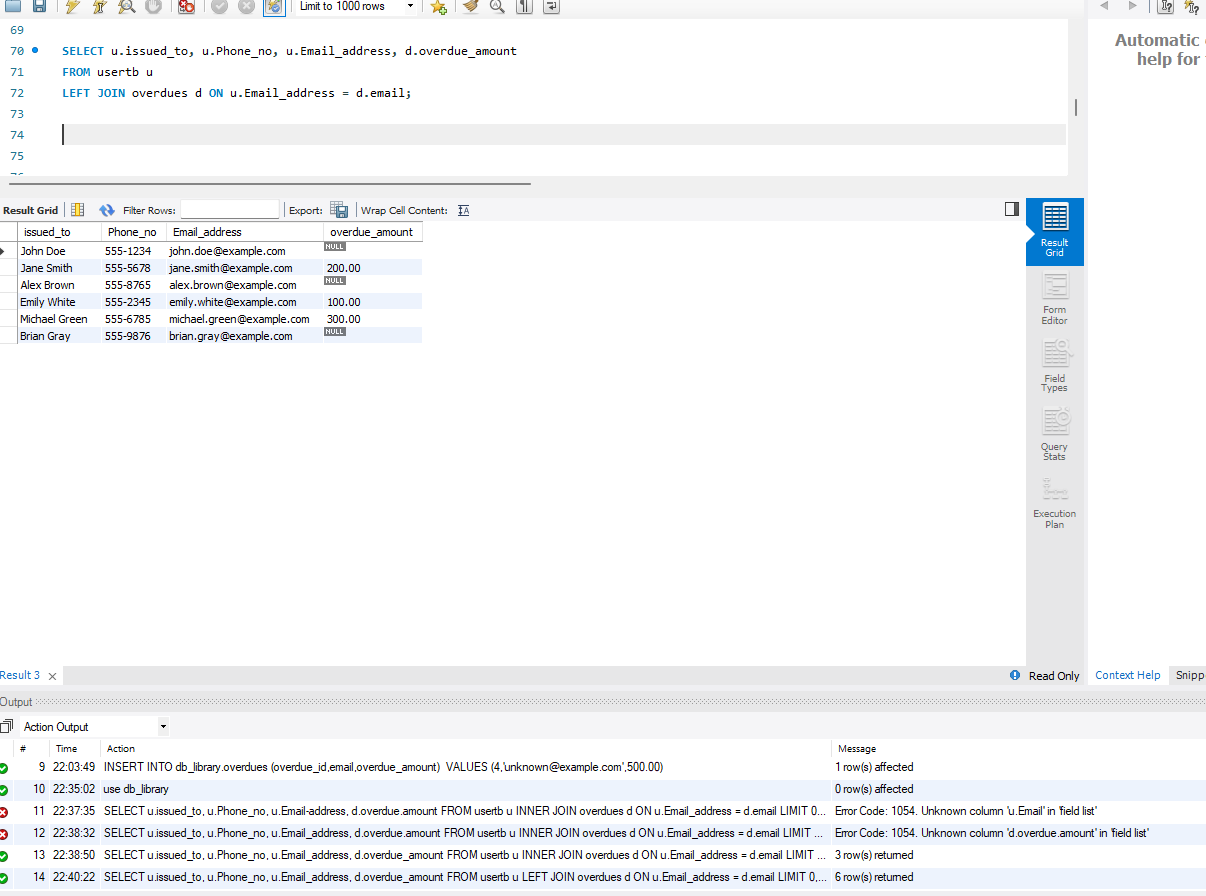 Limit to 1000 rows
69
70 SELECT u.issued_to, u.Phone_no, u.Email_address, d.overdue_amount
71 FROM usertb u
72 LEFT JOIN overdues d ON u.Email_address = d.email;
73
74
75
Automatic
help for
Result Grid Filter Rows: Export: Wrap Cell Content:
issued_to Phone_no Email_address overdue_amount
John Doe 555-1234 john.doe@example.com NULL
Jane Smith 555-5678 jane.smith@example.com 200.00
Alex Brown 555-8765 alex.brown@example.com NULL
Emily White 555-2345 emily.white@example.com 100.00
Michael Green 555-6785 michael.green@example.com 300.00
Brian Gray 555-9876 brian.gray@example.com NULL
Result
Grid
Form
Editor
Field
Types
Query
Stats
Execution
Plan
Result 3 Read Only Context Help Snipp
Output
Action Output
# Time Action Message
9 22:03:49 INSERT INTO db_library.overdues (overdue_id,email,overdue_amount) VALUES (4,'unknown@example.com',500.00) 1 row(s) affected
10 22:35:02 use db_library 0 row(s) affected
11 22:37:35 SELECT u.issued_to, u.Phone_no, u.Email-address, d.overdue.amount FROM usertb u INNER JOIN overdues d ON u.Email_address = d.email LIMIT 0... Error Code: 1054. Unknown column 'u.Email' in 'field list'
12 22:38:32 SELECT u.issued_to, u.Phone_no, u.Email_address, d.overdue.amount FROM usertb u INNER JOIN overdues d ON u.Email_address = d.email LIMIT ... Error Code: 1054. Unknown column 'd.overdue.amount' in 'field list'
13 22:38:50 SELECT u.issued_to, u.Phone_no, u.Email_address, d.overdue_amount FROM usertb u INNER JOIN overdues d ON u.Email_address = d.email LIMIT ... 3 row(s) returned
14 22:40:22 SELECT u.issued_to, u.Phone_no, u.Email_address, d.overdue_amount FROM usertb u LEFT JOIN overdues d ON u.Email_address = d.email LIMIT 0,... 6 row(s) returned